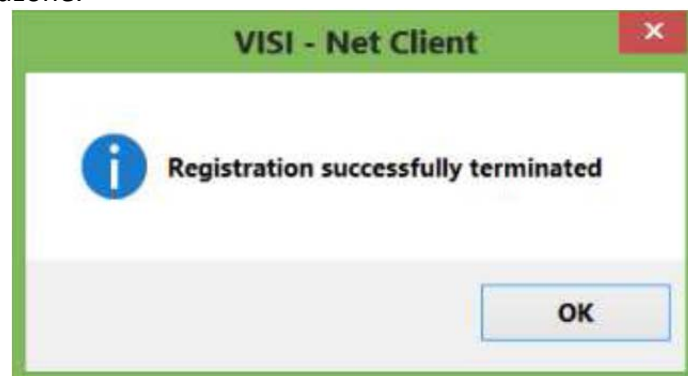 VISI - Net Client
Registration successfully terminated
OK